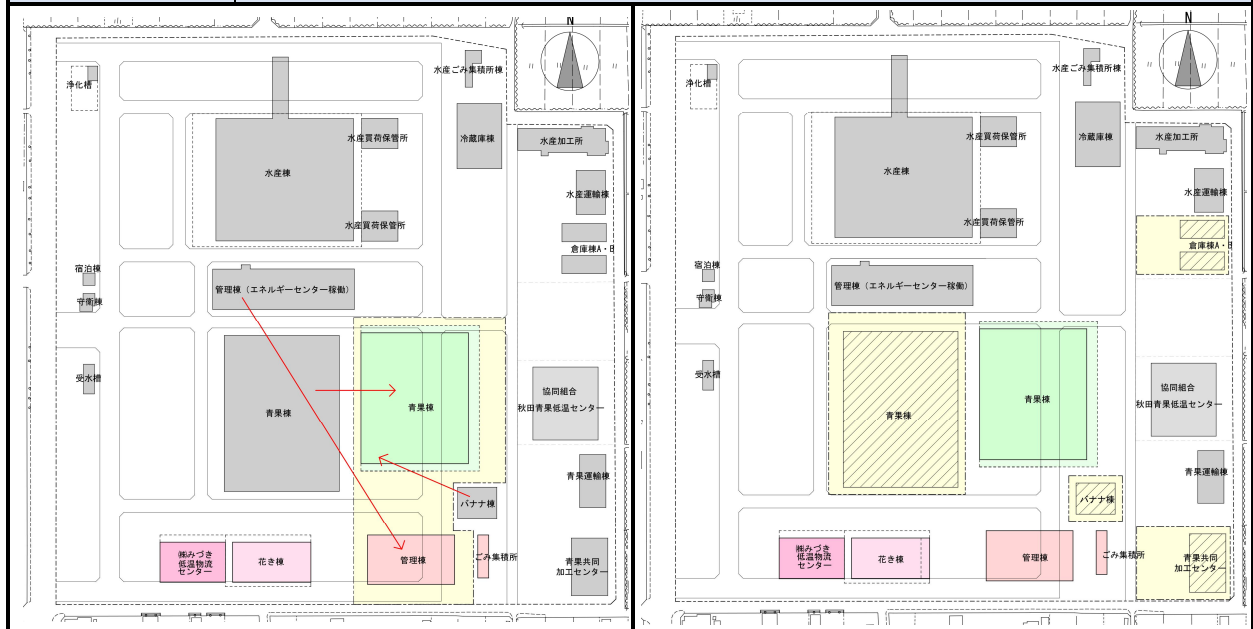 N
水産ごみ集積所棟
浄化槽
水産買荷保管所
冷蔵庫棟
水産加工所
水産棟
水産運輸棟
水産買荷保管所
倉庫棟A・B
宿泊棟
管理棟（エネルギーセンター稼働）
守衛棟
受水槽
青果棟
青果棟
協同組合
秋田青果低温センター
青果運輸棟
バナナ棟
㈱みづき
低温物流
センター
花き棟
管理棟
ごみ集積所
青果共同
加工センター
N
水産ごみ集積所棟
浄化槽
水産買荷保管所
冷蔵庫棟
水産加工所
水産棟
水産運輸棟
水産買荷保管所
倉庫棟A・B
宿泊棟
管理棟（エネルギーセンター稼働）
守衛棟
受水槽
青果棟
青果棟
協同組合
秋田青果低温センター
青果運輸棟
バナナ棟
㈱みづき
低温物流
センター
花き棟
管理棟
ごみ集積所
青果共同
加工センター